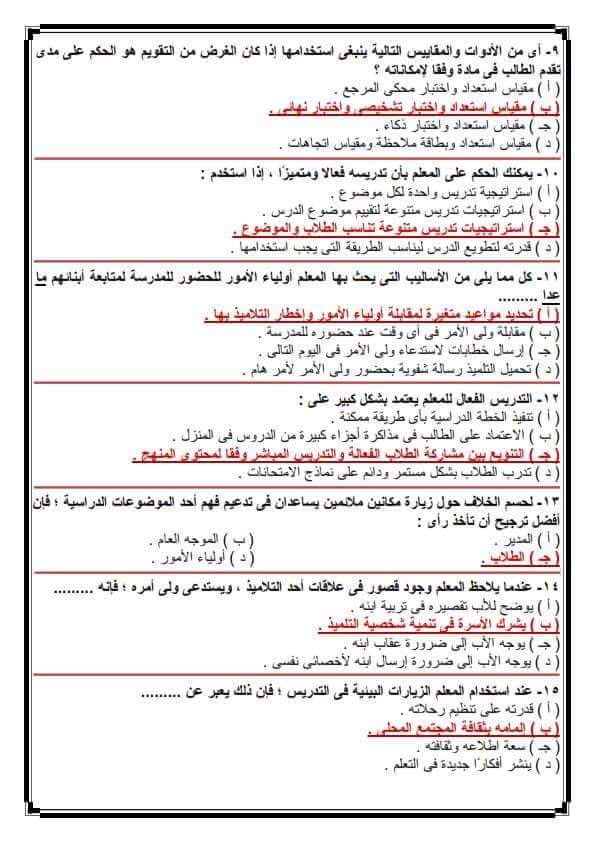 ٩- أى من الأدوات والمقاييس التالية ينبغى استخدامها إذا كان الغرض من التقويم هو الحكم على مدى
تقدم الطالب فى مادة وفقا لإمكاناته ؟
( أ ) مقياس استعداد واختبار محكى المرجع .
( ب ) مقياس استعداد واختبار تشخيصى واختبار نهائى .
( جـ ) مقياس استعداد واختبار ذكاء .
( د ) مقياس استعداد وبطاقة ملاحظة ومقياس اتجاهات .
١٠- يمكنك الحكم على المعلم بأن تدريسه فعالا ومتميزًا ، إذا استخدم :
( أ ) استراتيجية تدريس واحدة لكل موضوع .
( ب ) استراتيجيات تدريس متنوعة لتقييم موضوع الدرس .
( جـ ) استراتيجيات تدريس متنوعة تناسب الطلاب والموضوع .
( د ) قدرته لتطويع الدرس ليناسب الطريقة التى يجب استخدامها .
١١- كل مما يلى من الأساليب التى يحث بها المعلم أولياء الأمور للحضور للمدرسة لمتابعة أبنائهم ما
عدا .........
( أ ) تحديد مواعيد متغيرة لمقابلة أولياء الأمور وإخطار التلاميذ بها .
( ب ) مقابلة ولى الأمر فى أى وقت عند حضوره للمدرسة .
( جـ ) إرسال خطابات لاستدعاء ولى الأمر فى اليوم التالى .
( د ) تحميل التلميذ رسالة شفوية بحضور ولى الأمر لأمر هام .
١٢- التدريس الفعال للمعلم يعتمد بشكل كبير على :
( أ ) تنفيذ الخطة الدراسية بأى طريقة ممكنة .
( ب ) الاعتماد على الطالب فى مذاكرة أجزاء كبيرة من الدروس فى المنزل .
( جـ ) التنويع بين مشاركة الطلاب الفعالة والتدريس المباشر وفقا لمحتوى المنهج .
( د ) تدرب الطلاب بشكل مستمر ودائم على نماذج الامتحانات .
١٣- لحسم الخلاف حول زيارة مكانين ملائمين يساعدان فى تدعيم فهم أحد الموضوعات الدراسية ؛ فإن
أفضل ترجيح أن تأخذ رأى :
( أ ) المدير . ( ب ) الموجه العام .
( جـ ) الطلاب . ( د ) أولياء الأمور .
١٤- عندما يلاحظ المعلم وجود قصور فى علاقات أحد التلاميذ ، ويستدعى ولى أمره ؛ فإنه .........
( أ ) يوضح للأب تقصيره فى تربية ابنه .
( ب ) يشرك الأسرة فى تنمية شخصية التلميذ .
( جـ ) يوجه الأب إلى ضرورة عقاب ابنه .
( د ) يوجه الأب إلى ضرورة إرسال ابنه لأخصائى نفسى .
١٥- عند استخدام المعلم الزيارات البيئية فى التدريس ؛ فإن ذلك يعبر عن .........
( أ ) قدرته على تنظيم رحلاته .
( ب ) إلمامه بثقافة المجتمع المحلى .
( جـ ) سعة اطلاعه وثقافته .
( د ) ينشر أفكارًا جديدة فى التعلم .